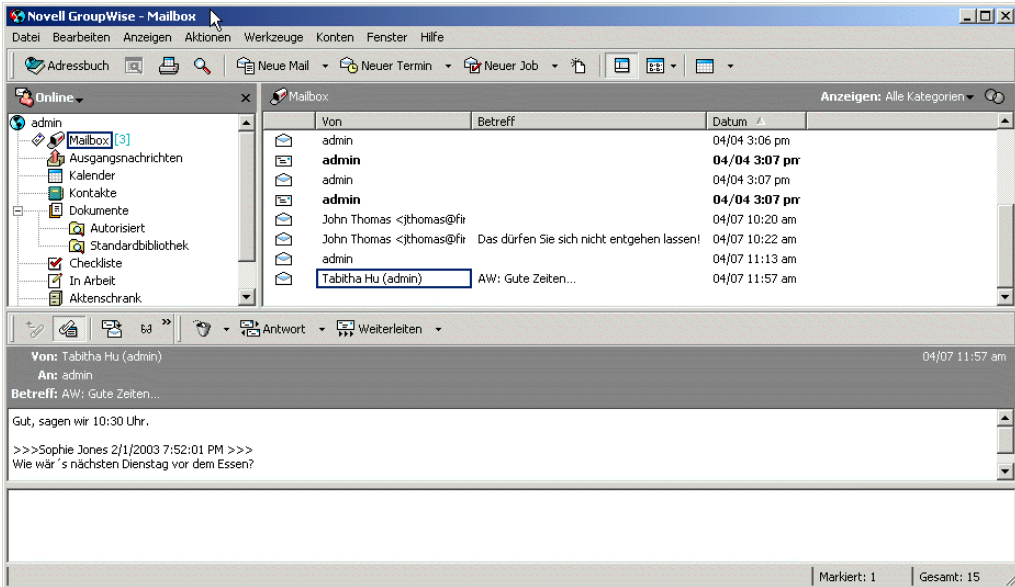 Novell GroupWise - Mailbox
Datei Bearbeiten Anzeigen Aktionen Werkzeuge Konten Fenster Hilfe
Adressbuch Neue Mail Neuer Termin Neuer Job
Online
Mailbox Anzeigen: Alle Kategorien
admin
Mailbox [3]
Ausgangsnachrichten
Kalender
Kontakte
Dokumente
Autorisiert
Standardbibliothek
Checkliste
In Arbeit
Aktenschrank
Von Betreff Datum
admin 04/04 3:06 pm
admin 04/04 3:07 pm
admin 04/04 3:07 pm
admin 04/04 3:07 pm
John Thomas <jthomas@fir 04/07 10:20 am
John Thomas <jthomas@fir Das dürfen Sie sich nicht entgehen lassen! 04/07 10:22 am
admin 04/07 11:13 am
Tabitha Hu (admin) AW: Gute Zeiten... 04/07 11:57 am
Antwort Weiterleiten
Von: Tabitha Hu (admin) 04/07 11:57 am
An: admin
Betreff: AW: Gute Zeiten...
Gut, sagen wir 10:30 Uhr.
>>>Sophie Jones 2/1/2003 7:52:01 PM >>>
Wie wär´s nächsten Dienstag vor dem Essen?
Markiert: 1 Gesamt: 15